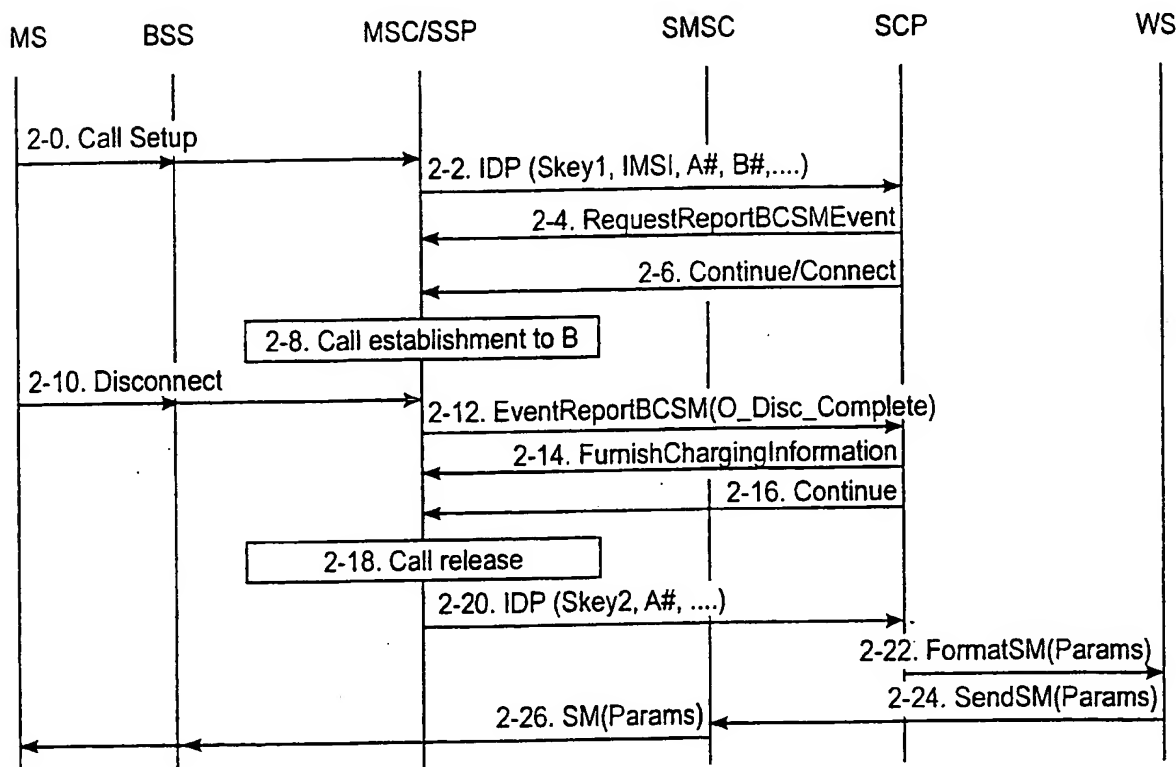 MS BSS MSC/SSP SMSC SCP WS
2-0. Call Setup
2-2. IDP (Skey1, IMSI, A#, B#,....)
2-4. RequestReportBCSMEvent
2-6. Continue/Connect
2-8. Call establishment to B
2-10. Disconnect
2-12. EventReportBCSM(O_Disc_Complete)
2-14. FurnishChargingInformation
2-16. Continue
2-18. Call release
2-20. IDP (Skey2, A#, ....)
2-22. FormatSM(Params)
2-24. SendSM(Params)
2-26. SM(Params)